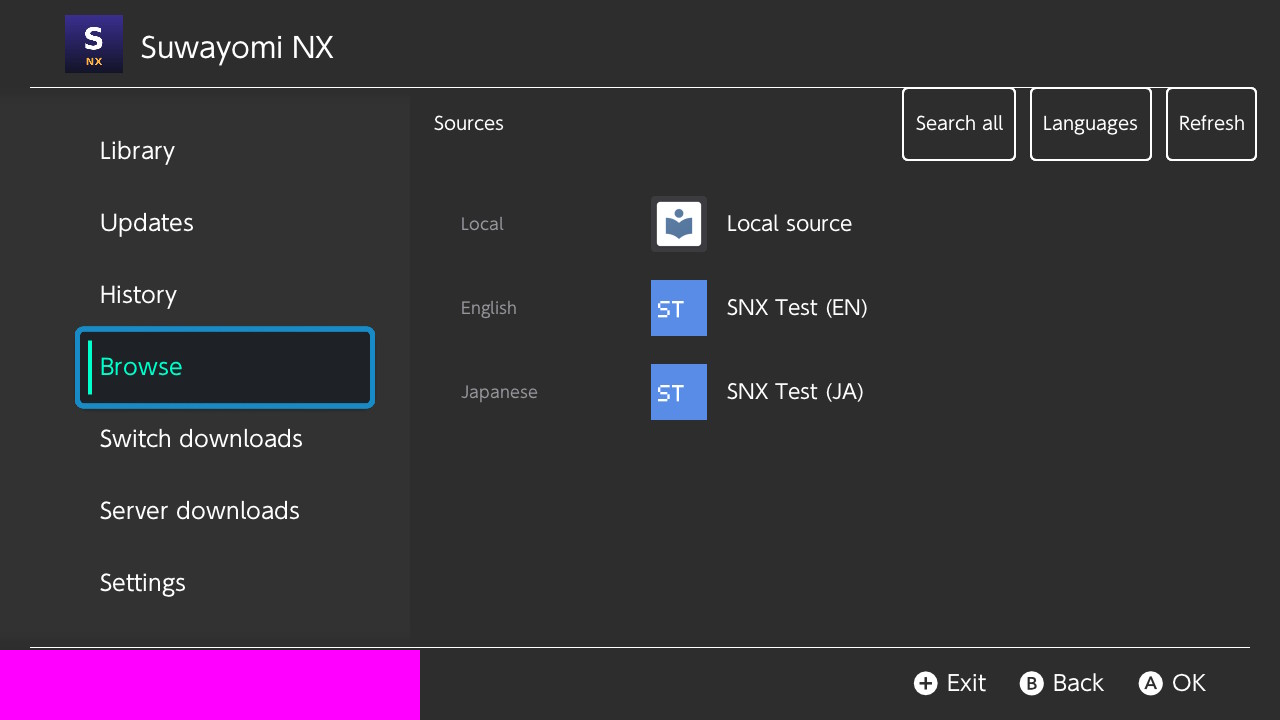 S
NX
Suwayomi NX
Library
Updates
History
Browse
Switch downloads
Server downloads
Settings
Sources
Search all
Languages
Refresh
Local
Local source
English
ST
SNX Test (EN)
Japanese
ST
SNX Test (JA)
+ Exit
B Back
A OK